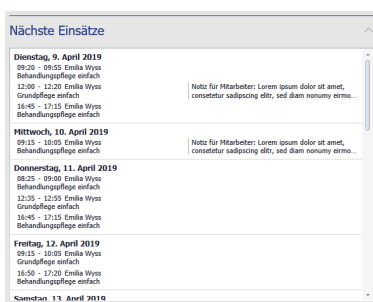 Nächste Einsätze
Dienstag, 9. April 2019
09:20 - 09:55 Emilia Wyss
Behandlungspflege einfach
12:00 - 12:20 Emilia Wyss
Grundpflege einfach
Notiz für Mitarbeiter: Lorem ipsum dolor sit amet,
consetetur sadipscing elitr, sed diam nonumy eirmo...
16:45 - 17:15 Emilia Wyss
Behandlungspflege einfach
Mittwoch, 10. April 2019
09:15 - 10:05 Emilia Wyss
Behandlungspflege einfach
Notiz für Mitarbeiter: Lorem ipsum dolor sit amet,
consetetur sadipscing elitr, sed diam nonumy eirmo...
Donnerstag, 11. April 2019
08:25 - 09:00 Emilia Wyss
Behandlungspflege einfach
12:35 - 12:55 Emilia Wyss
Grundpflege einfach
16:45 - 17:15 Emilia Wyss
Behandlungspflege einfach
Freitag, 12. April 2019
09:15 - 10:05 Emilia Wyss
Grundpflege einfach
16:50 - 17:20 Emilia Wyss
Behandlungspflege einfach
Samstag, 13. April 2019